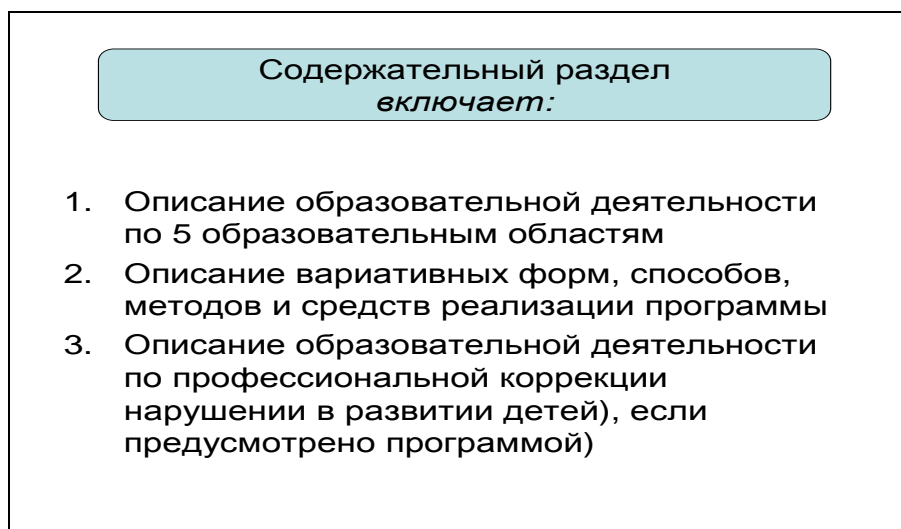 Содержательный раздел
включает:
1. Описание образовательной деятельности
по 5 образовательным областям
2. Описание вариативных форм, способов,
методов и средств реализации программы
3. Описание образовательной деятельности
по профессиональной коррекции
нарушении в развитии детей), если
предусмотрено программой)